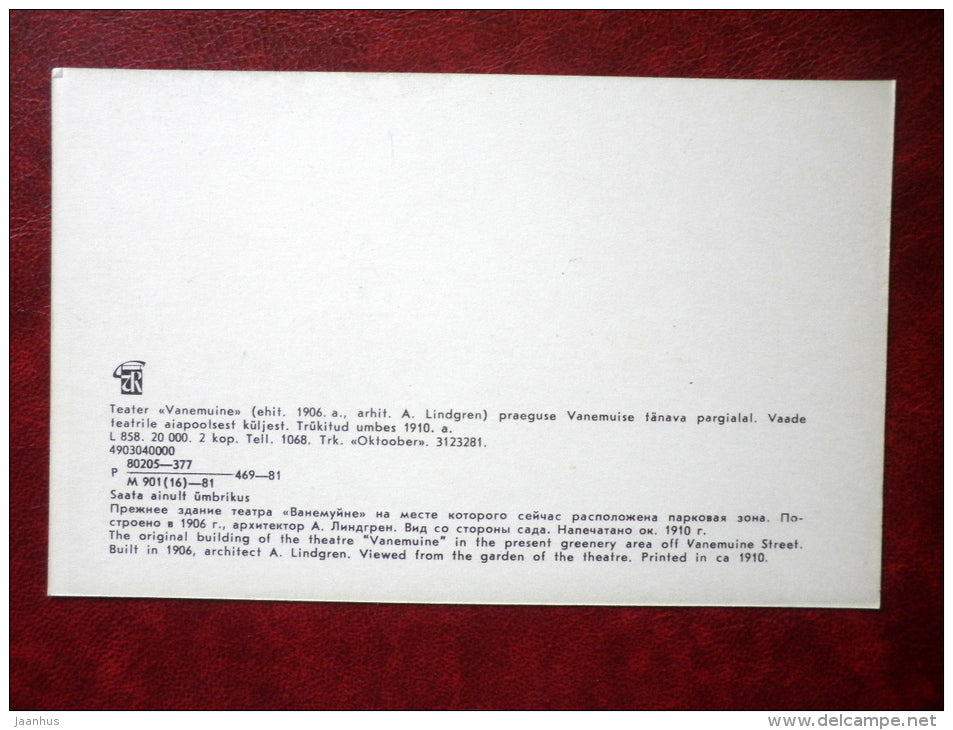 Teater «Vanemuine» (ehit. 1906. a., arhit. A. Lindgren) praeguse Vanemuise tänava pargialal. Vaade
teatrile aiapoolsest küljest. Trükitud umbes 1910. a.
L 858. 20 000. 2 kop. Tell. 1068. Trk. «Oktoober». 3123281.
4903040000
P 80205—377
M 901(16)—81 469—81
Saata ainult ümbrikus
Прежнее здание театра «Ванемуйне» на месте которого сейчас расположена парковая зона. По-
строено в 1906 г., архитектор А. Линдгрен. Вид со стороны сада. Напечатано ок. 1910 г.
The original building of the theatre "Vanemuine" in the present greenery area off Vanemuine Street.
Built in 1906, architect A. Lindgren. Viewed from the garden of the theatre. Printed in ca 1910.
jaanhus
www.delcampe.net